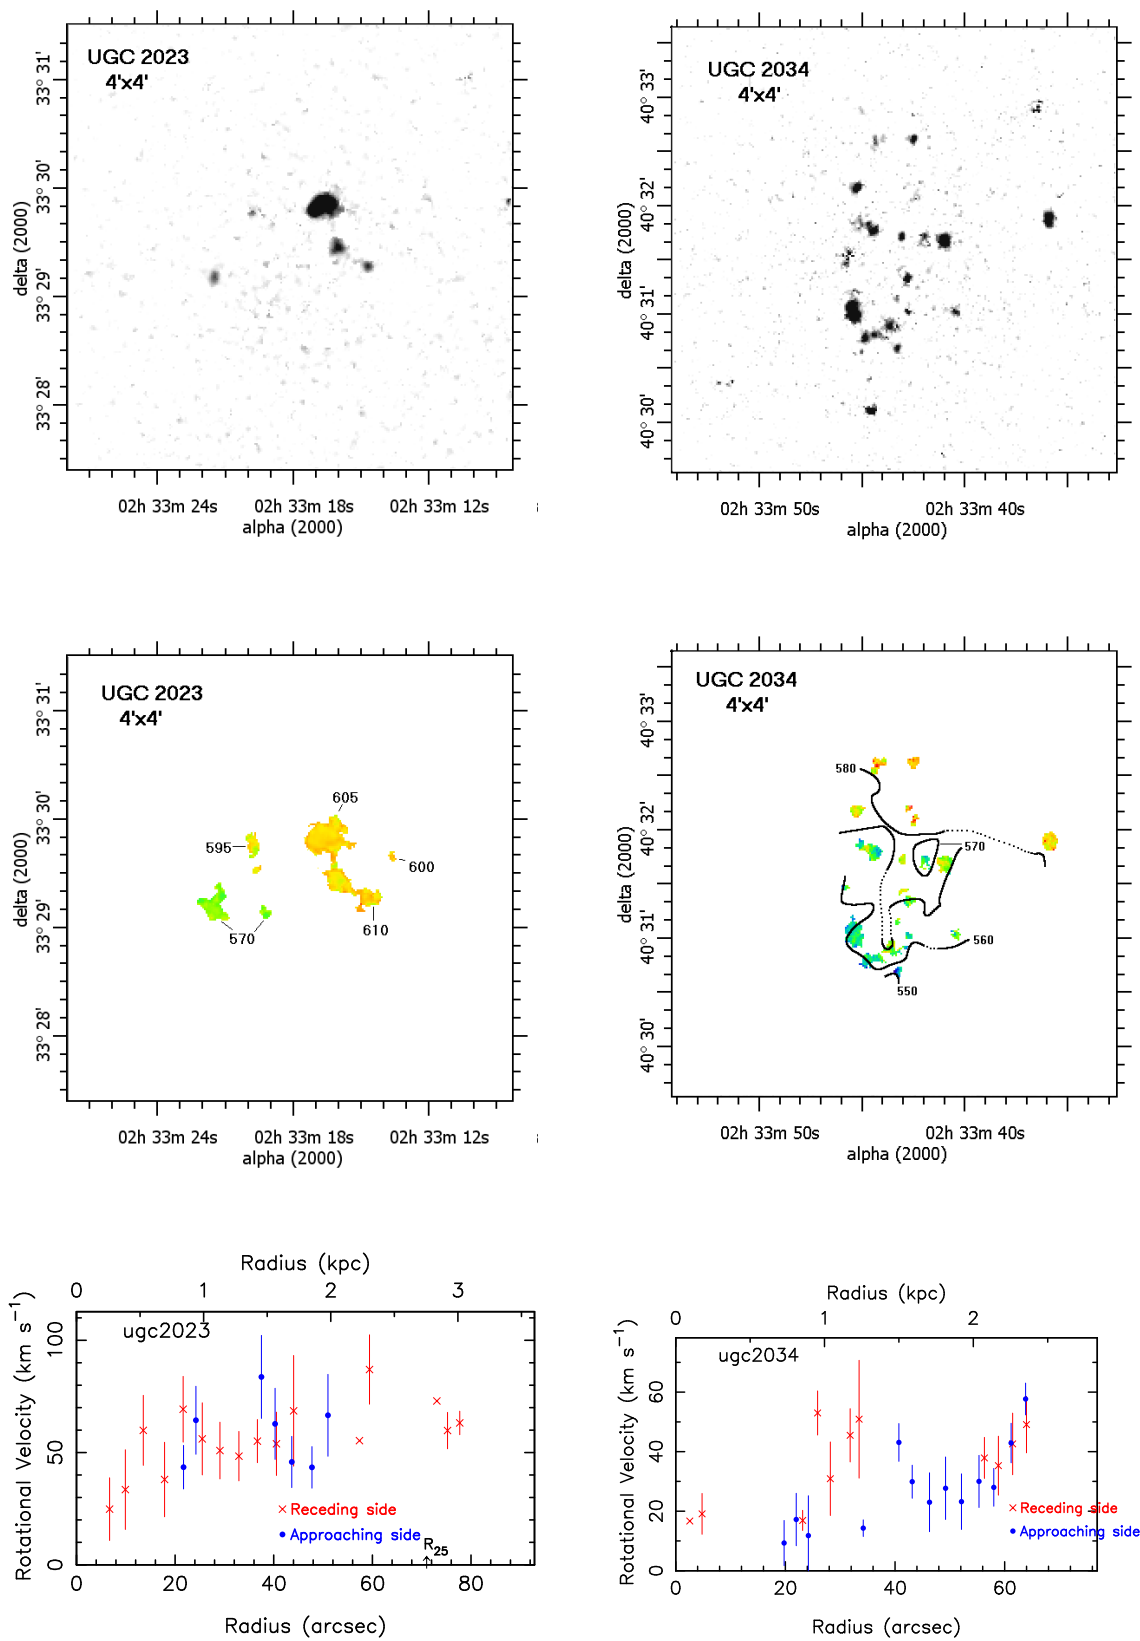 UGC 2023
4'x4'
33° 31'
33° 30'
33° 29'
33° 28'
delta (2000)
02h 33m 24s
02h 33m 18s
02h 33m 12s
alpha (2000)
UGC 2034
4'x4'
40° 33'
40° 32'
40° 31'
40° 30'
delta (2000)
02h 33m 50s
02h 33m 40s
alpha (2000)
UGC 2023
4'x4'
605
595
600
570
610
33° 31'
33° 30'
33° 29'
33° 28'
delta (2000)
02h 33m 24s
02h 33m 18s
02h 33m 12s
alpha (2000)
UGC 2034
4'x4'
580
570
560
550
40° 33'
40° 32'
40° 31'
40° 30'
delta (2000)
02h 33m 50s
02h 33m 40s
alpha (2000)
Radius (kpc)
0 1 2 3
ugc2023
Rotational Velocity (km s⁻¹)
100
50
0
Receding side
Approaching side
R₂₅
0 20 40 60 80
Radius (arcsec)
Radius (kpc)
0 1 2
ugc2034
Rotational Velocity (km s⁻¹)
60
40
20
0
Receding side
Approaching side
0 20 40 60
Radius (arcsec)